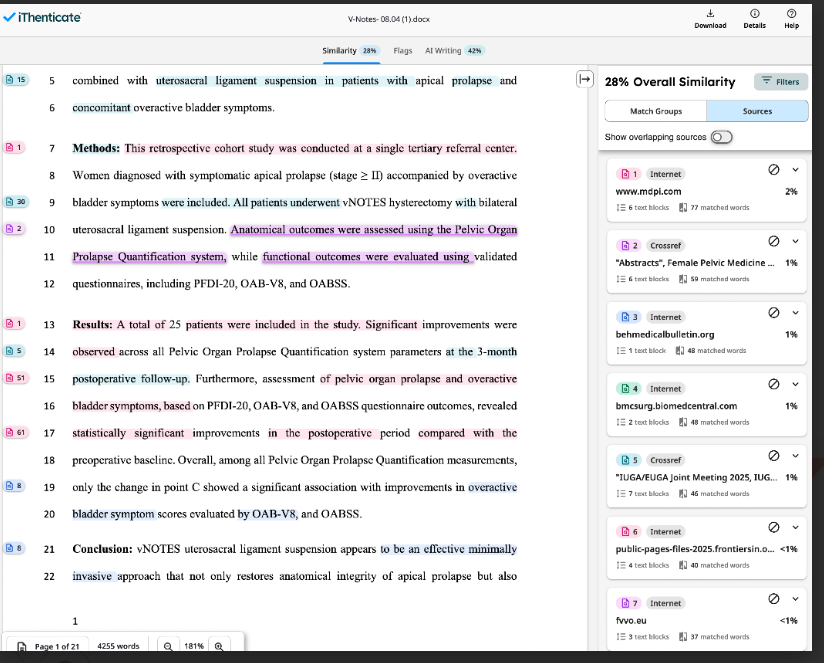 iThenticate
V-Notes- 08.04 (1).docx
Download
Details
Help
Similarity 28%
Flags
AI Writing 42%
15 5 combined with uterosacral ligament suspension in patients with apical prolapse and
6 concomitant overactive bladder symptoms.
1 7 Methods: This retrospective cohort study was conducted at a single tertiary referral center.
8 Women diagnosed with symptomatic apical prolapse (stage ≥ II) accompanied by overactive
30 9 bladder symptoms were included. All patients underwent vNOTES hysterectomy with bilateral
2 10 uterosacral ligament suspension. Anatomical outcomes were assessed using the Pelvic Organ
11 Prolapse Quantification system, while functional outcomes were evaluated using validated
12 questionnaires, including PFDI-20, OAB-V8, and OABSS.
1 13 Results: A total of 25 patients were included in the study. Significant improvements were
5 14 observed across all Pelvic Organ Prolapse Quantification system parameters at the 3-month
51 15 postoperative follow-up. Furthermore, assessment of pelvic organ prolapse and overactive
16 bladder symptoms, based on PFDI-20, OAB-V8, and OABSS questionnaire outcomes, revealed
61 17 statistically significant improvements in the postoperative period compared with the
18 preoperative baseline. Overall, among all Pelvic Organ Prolapse Quantification measurements,
8 19 only the change in point C showed a significant association with improvements in overactive
20 bladder symptom scores evaluated by OAB-V8, and OABSS.
8 21 Conclusion: vNOTES uterosacral ligament suspension appears to be an effective minimally
22 invasive approach that not only restores anatomical integrity of apical prolapse but also
1
Page 1 of 21
4255 words
181%
28% Overall Similarity
Filters
Match Groups
Sources
Show overlapping sources
1 Internet
www.mdpi.com 2%
6 text blocks 77 matched words
2 Crossref
"Abstracts", Female Pelvic Medicine ... 1%
6 text blocks 59 matched words
3 Internet
behmedicalbulletin.org 1%
1 text block 48 matched words
4 Internet
bmcsurg.biomedcentral.com 1%
2 text blocks 48 matched words
5 Crossref
"IUGA/EUGA Joint Meeting 2025, IUG... 1%
7 text blocks 46 matched words
6 Internet
public-pages-files-2025.frontiersin.o... <1%
4 text blocks 40 matched words
7 Internet
fvvo.eu <1%
3 text blocks 37 matched words